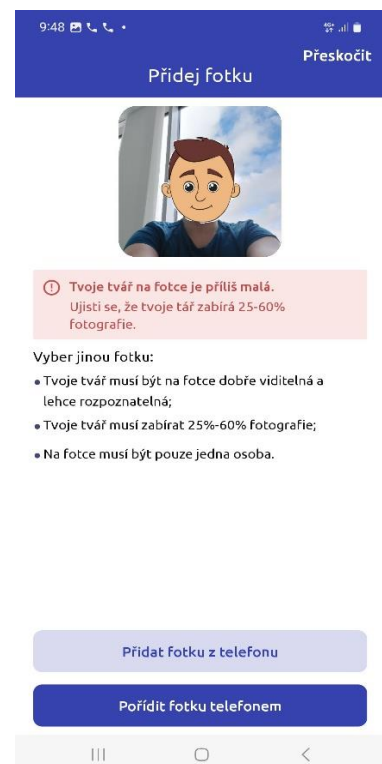 9:48
Přeskočit
Přidej fotku
Tvoje tvář na fotce je příliš malá.
Ujisti se, že tvoje tář zabírá 25-60%
fotografie.
Vyber jinou fotku:
• Tvoje tvář musí být na fotce dobře viditelná a
lehce rozpoznatelná;
• Tvoje tvář musí zabírat 25%-60% fotografie;
• Na fotce musí být pouze jedna osoba.
Přidat fotku z telefonu
Pořídit fotku telefonem